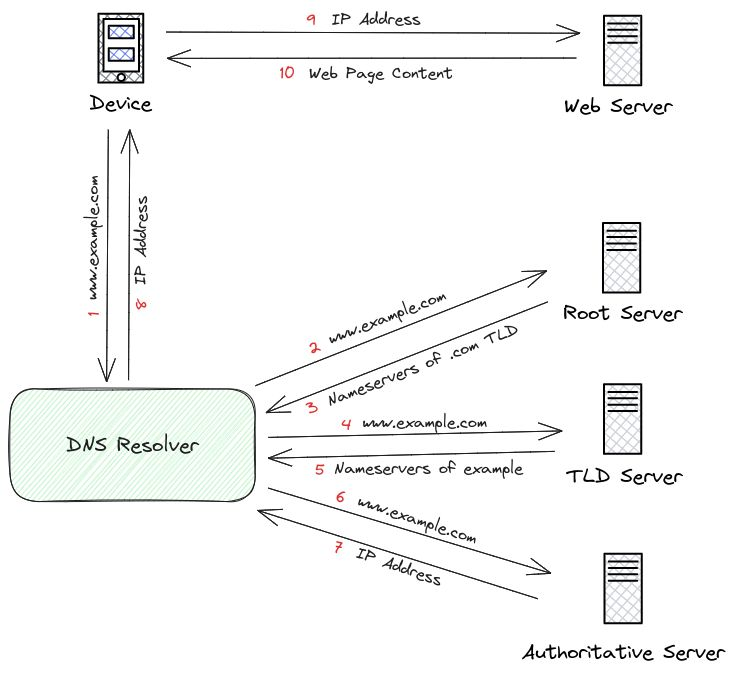 9 IP Address
10 Web Page Content
Device
Web Server
1 www.example.com
8 IP Address
2 www.example.com
Root Server
3 Nameservers of .com TLD
4 www.example.com
DNS Resolver
5 Nameservers of example
TLD Server
6 www.example.com
7 IP Address
Authoritative Server